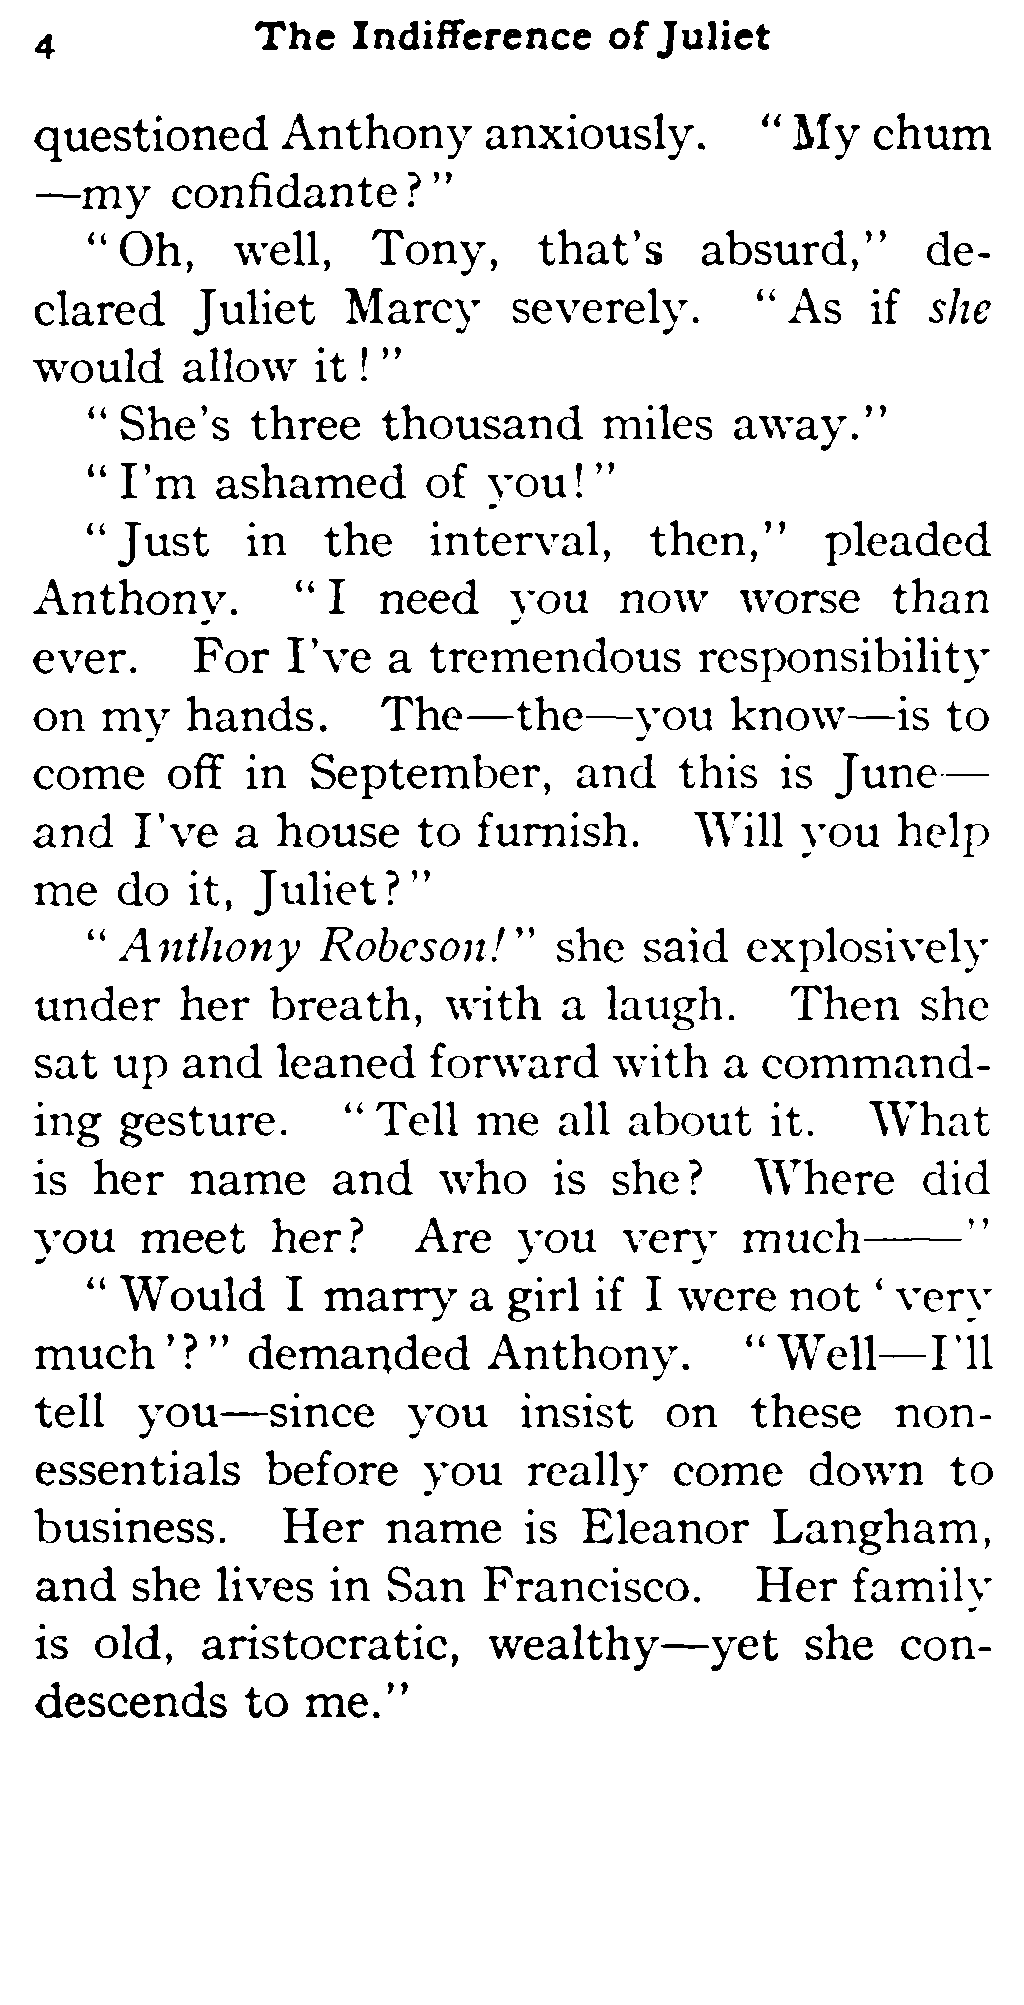 4 The Indifference of Juliet
questioned Anthony anxiously. "My chum
—my confidante?"
"Oh, well, Tony, that's absurd," de-
clared Juliet Marcy severely. "As if she
would allow it!"
"She's three thousand miles away."
"I'm ashamed of you!"
"Just in the interval, then," pleaded
Anthony. "I need you now worse than
ever. For I've a tremendous responsibility
on my hands. The—the—you know—is to
come off in September, and this is June—
and I've a house to furnish. Will you help
me do it, Juliet?"
"Anthony Robeson!" she said explosively
under her breath, with a laugh. Then she
sat up and leaned forward with a command-
ing gesture. "Tell me all about it. What
is her name and who is she? Where did
you meet her? Are you very much——"
"Would I marry a girl if I were not 'very
much'?" demanded Anthony. "Well—I'll
tell you—since you insist on these non-
essentials before you really come down to
business. Her name is Eleanor Langham,
and she lives in San Francisco. Her family
is old, aristocratic, wealthy—yet she con-
descends to me."